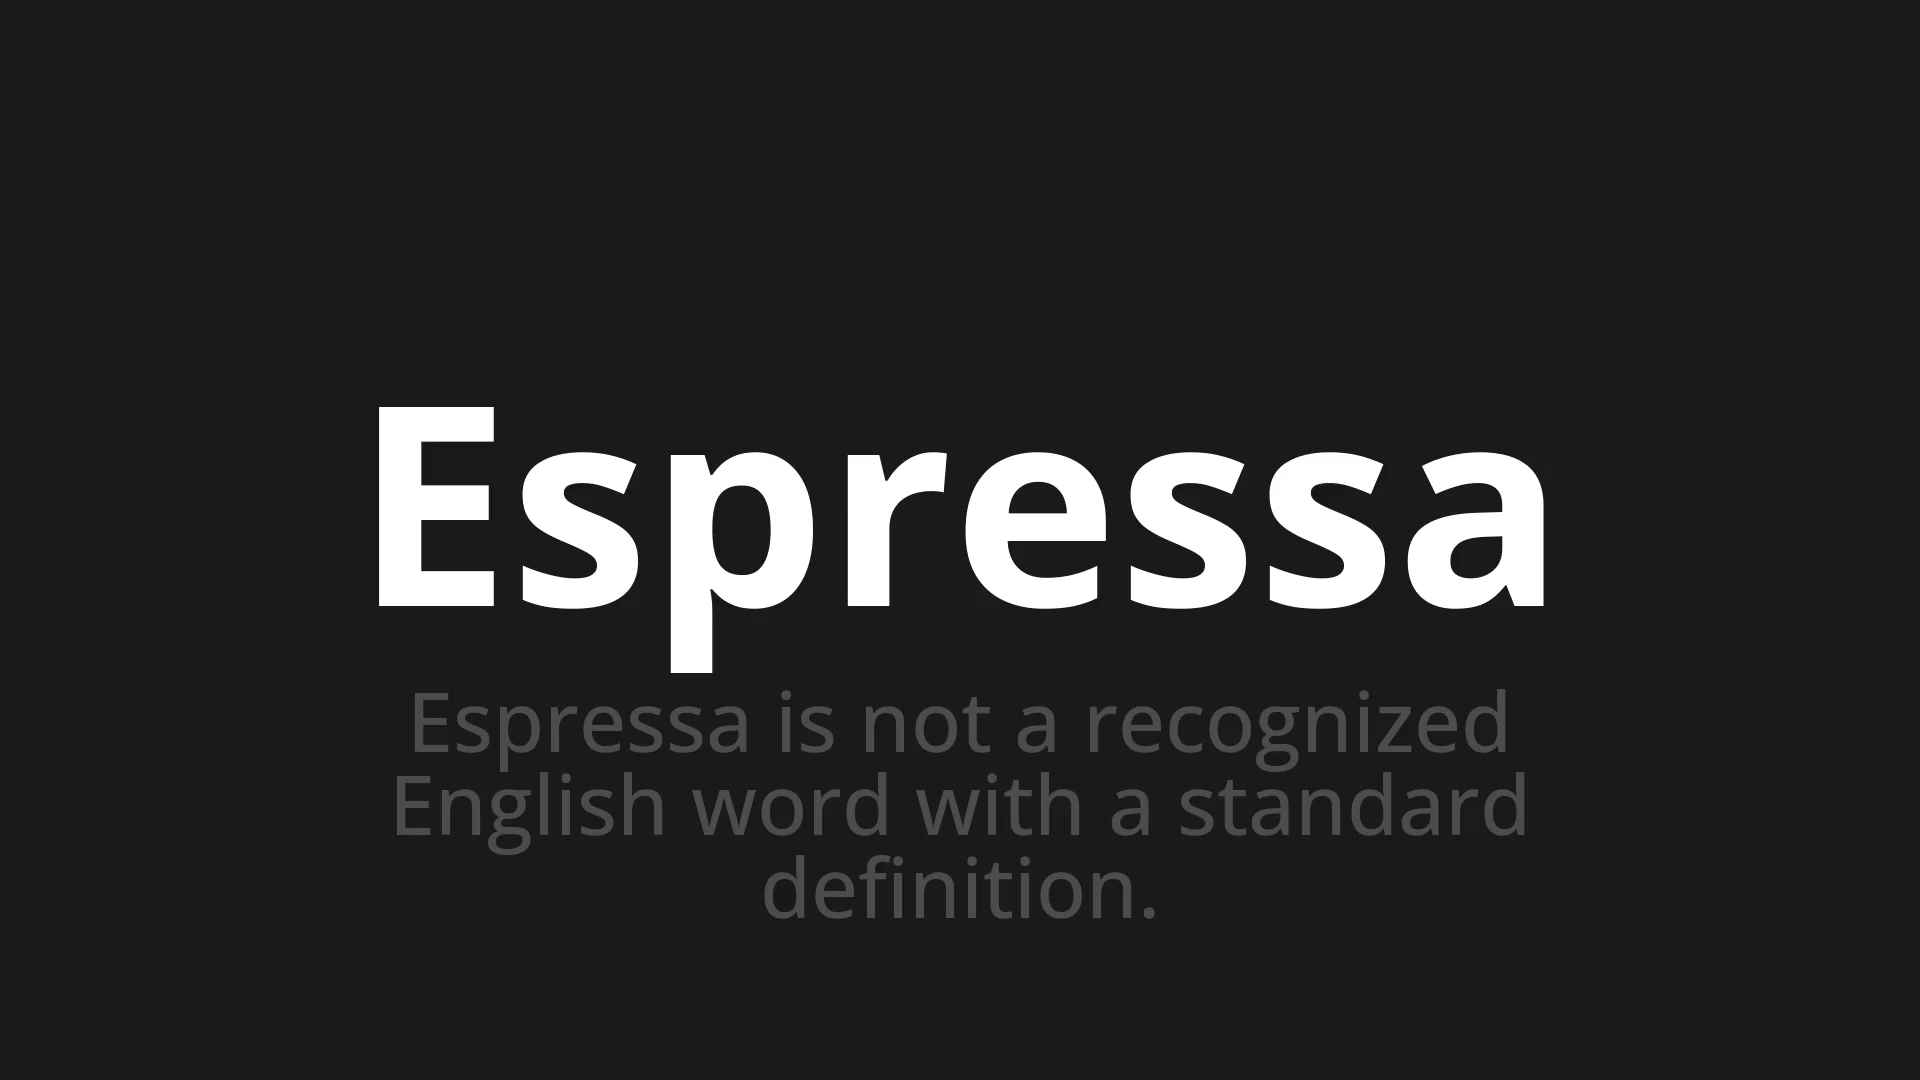 Espressa
Espressa is not a recognized
English word with a standard
definition.